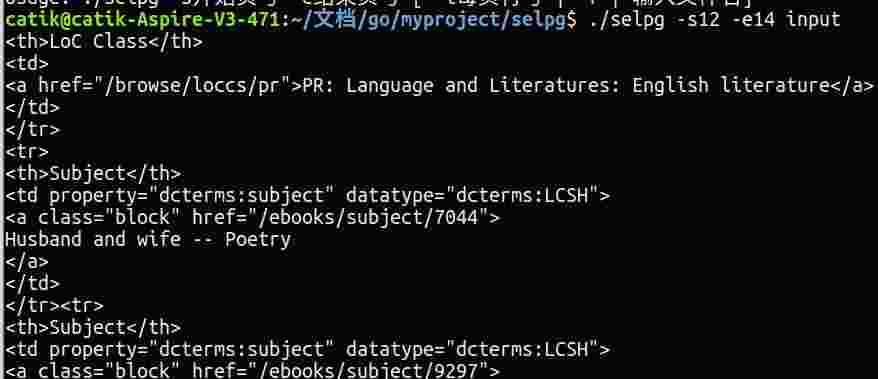 catik@catik-Aspire-V3-471:~/文档/go/myproject/selpg$ ./selpg -s12 -e14 input
<th>LoC Class</th>
<td>
<a href="/browse/loccs/pr">PR: Language and Literatures: English literature</a>
</td>
</tr>
<tr>
<th>Subject</th>
<td property="dcterms:subject" datatype="dcterms:LCSH">
<a class="block" href="/ebooks/subject/7044">
Husband and wife -- Poetry
</a>
</td>
</tr><tr>
<th>Subject</th>
<td property="dcterms:subject" datatype="dcterms:LCSH">
<a class="block" href="/ebooks/subject/9297">